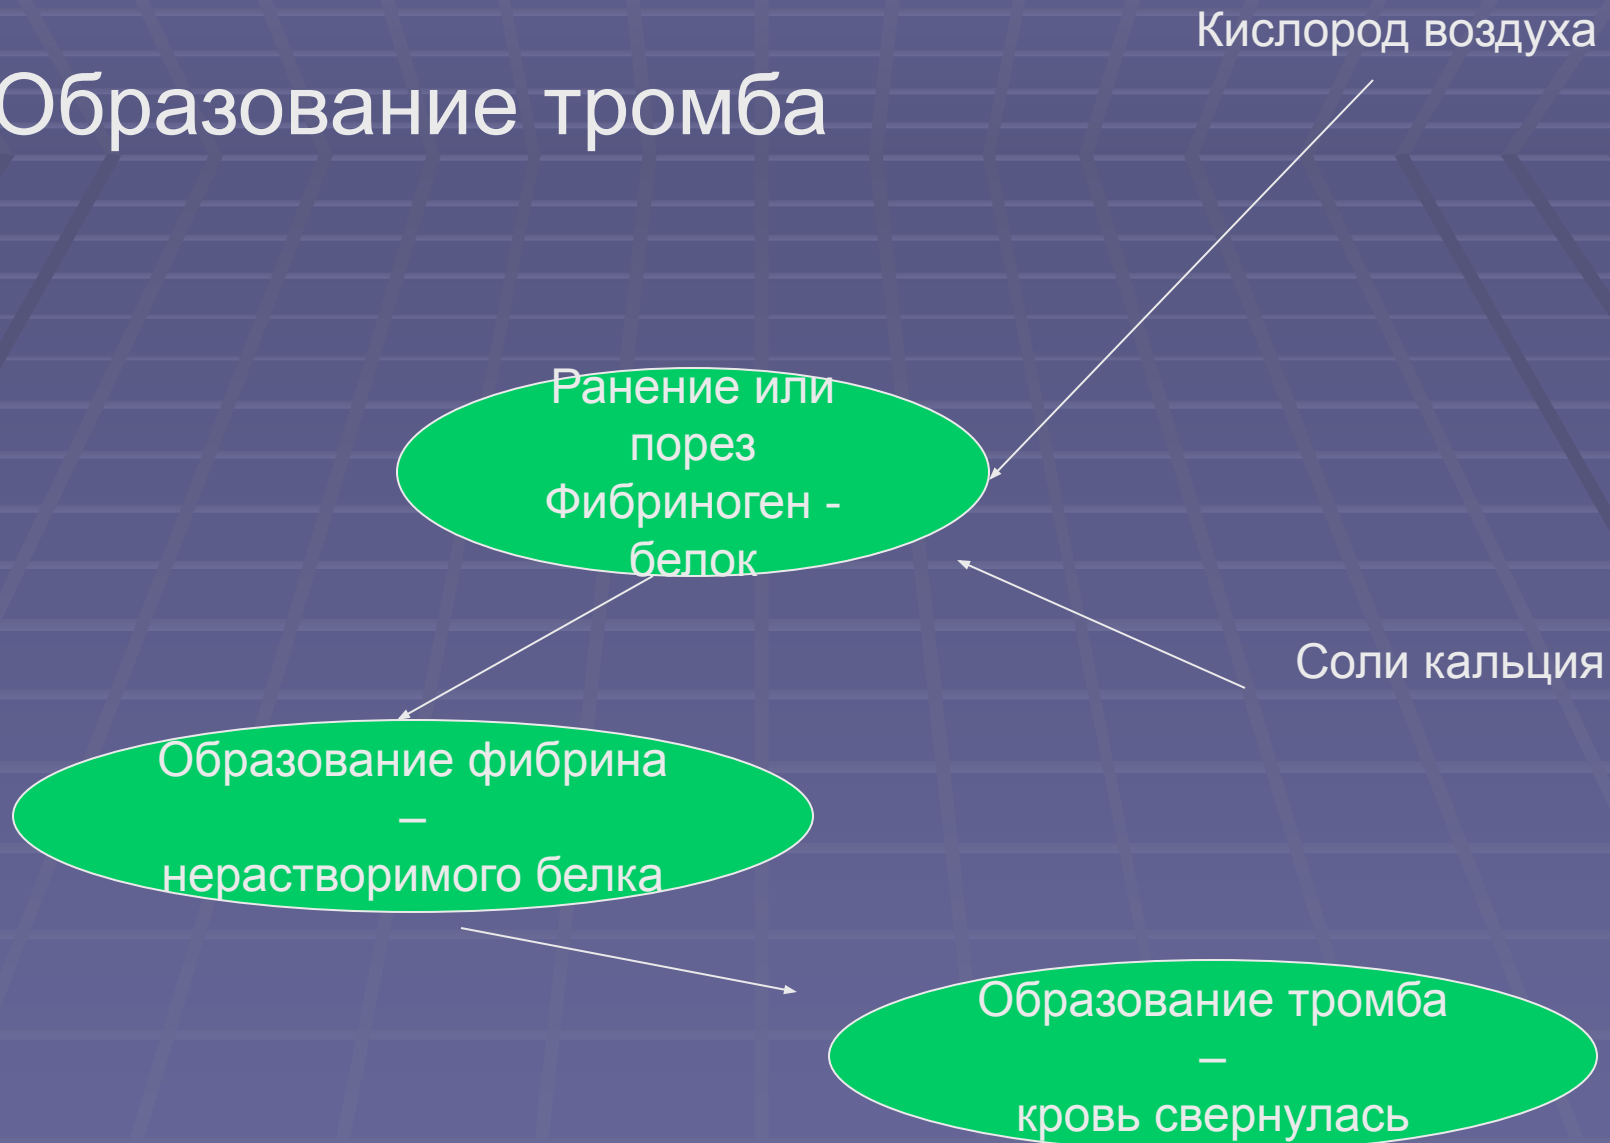 Кислород воздуха
Образование тромба
Ранение или
порез
Фибриноген -
белок
Соли кальция
Образование фибрина
–
нерастворимого белка
Образование тромба
–
кровь свернулась